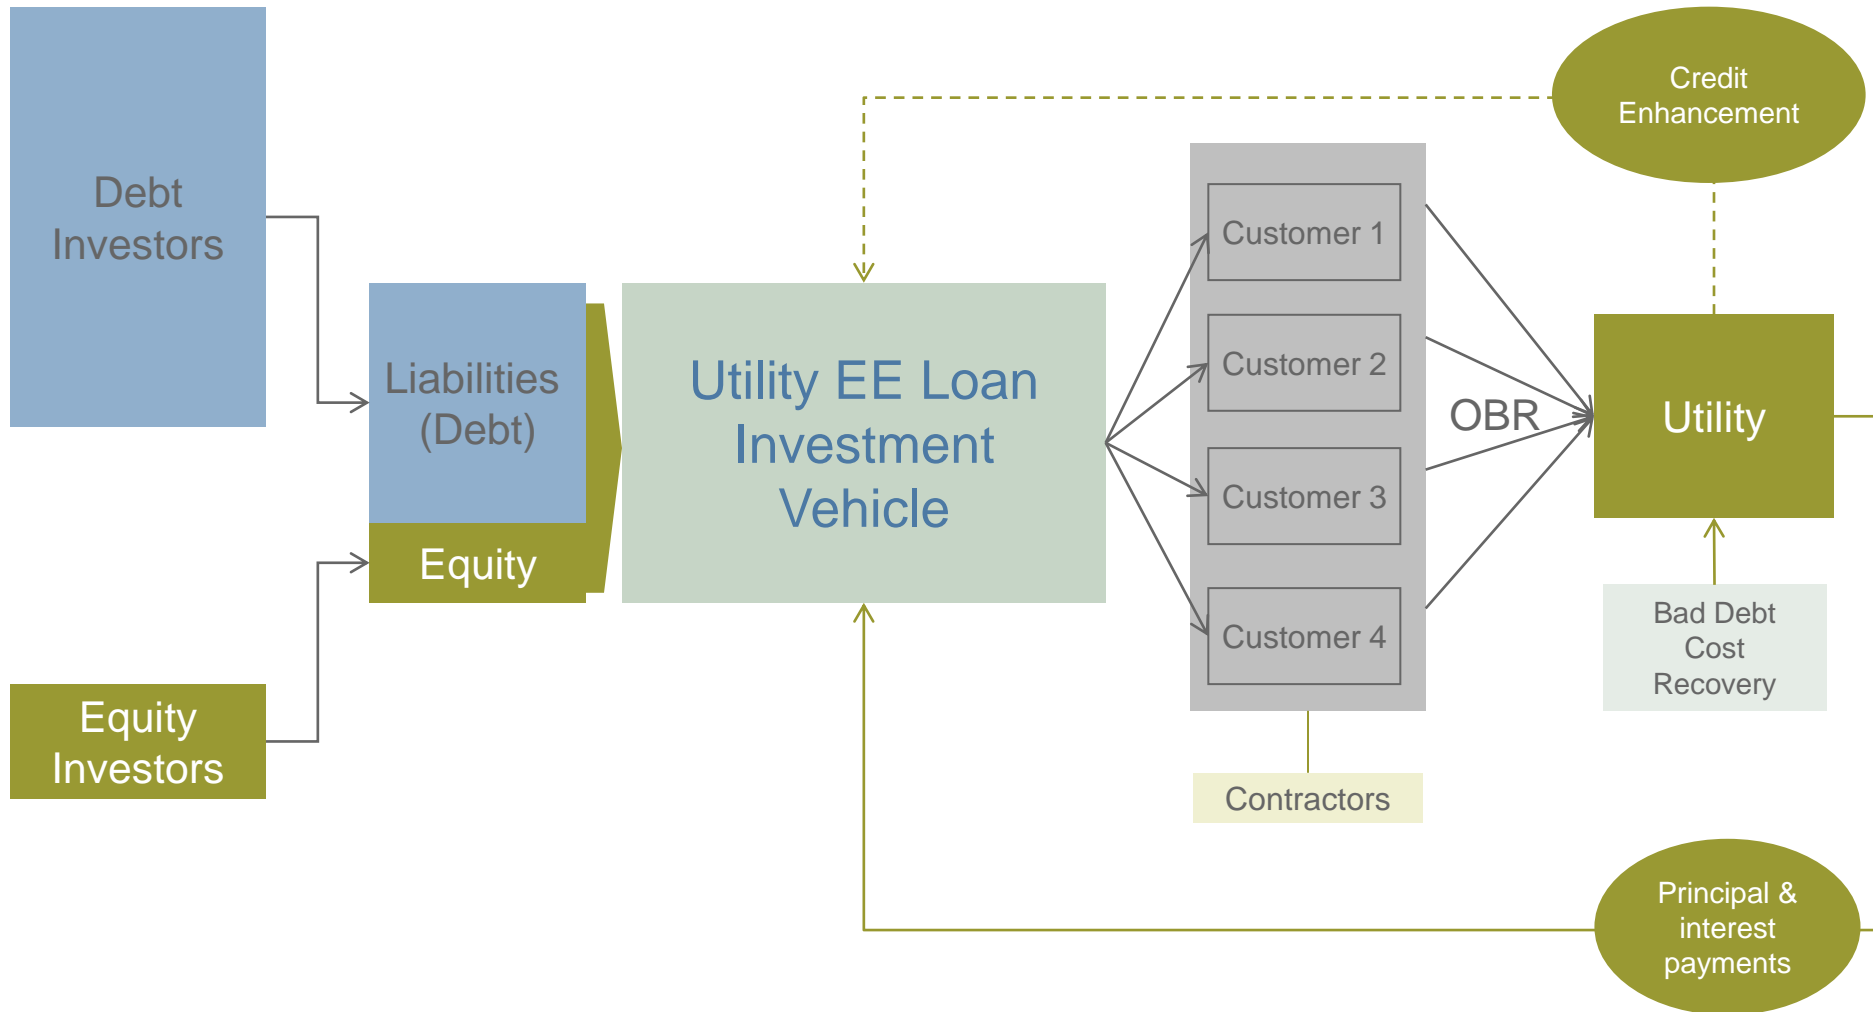 Debt
Investors
Liabilities
(Debt)
Equity
Equity
Investors
Utility EE Loan
Investment
Vehicle
Customer 1
Customer 2
Customer 3
Customer 4
Contractors
OBR
Credit
Enhancement
Utility
Bad Debt
Cost
Recovery
Principal &
interest
payments